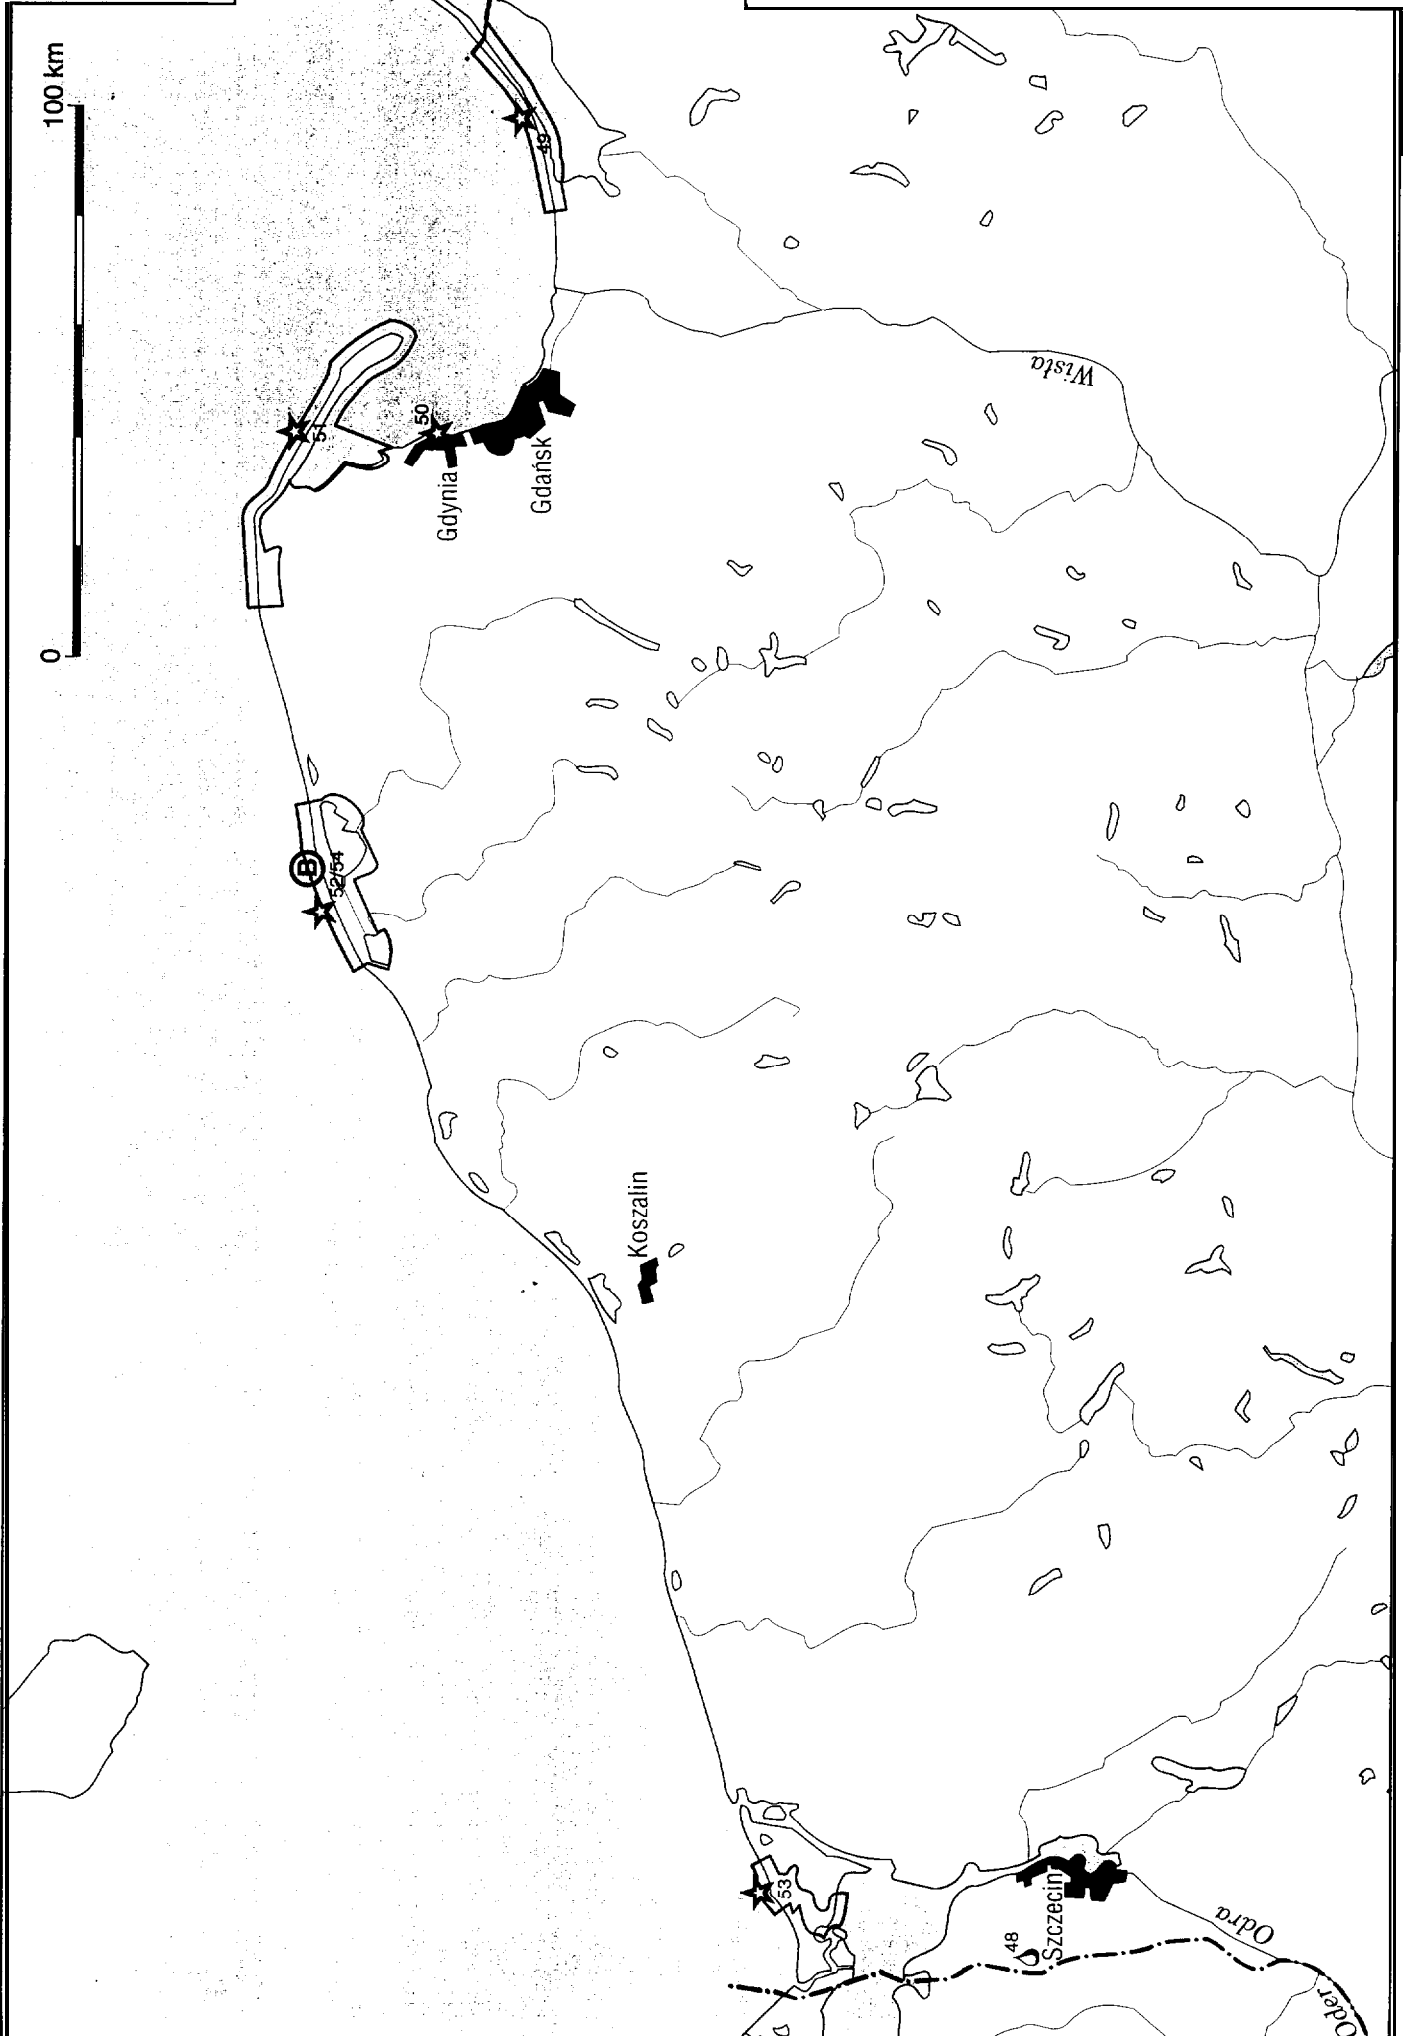 0
100 km
49
51
50
Gdynia
Gdańsk
Wisła
B
52/54
Koszalin
53
48
Szczecin
Odra
Oder